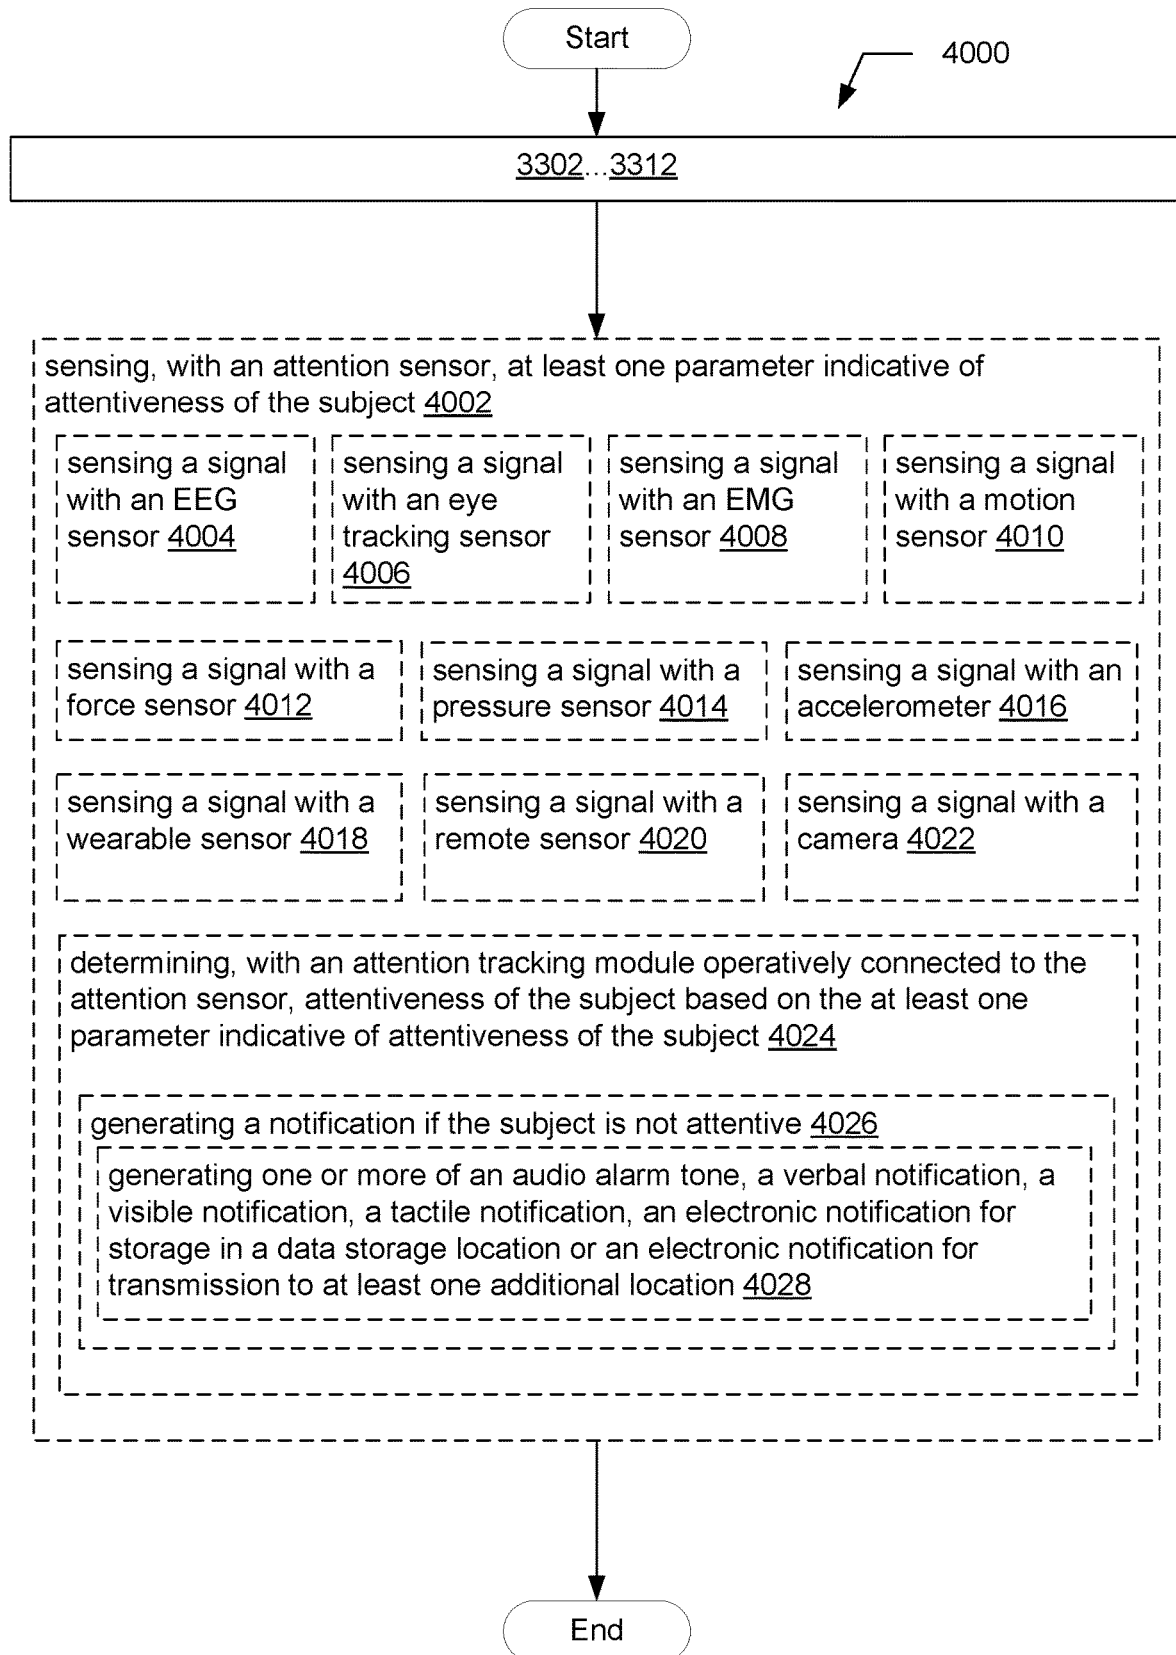 Start
4000
3302...3312
sensing, with an attention sensor, at least one parameter indicative of
attentiveness of the subject 4002
sensing a signal
with an EEG
sensor 4004
sensing a signal
with an eye
tracking sensor
4006
sensing a signal
with an EMG
sensor 4008
sensing a signal
with a motion
sensor 4010
sensing a signal with a
force sensor 4012
sensing a signal with a
pressure sensor 4014
sensing a signal with an
accelerometer 4016
sensing a signal with a
wearable sensor 4018
sensing a signal with a
remote sensor 4020
sensing a signal with a
camera 4022
determining, with an attention tracking module operatively connected to the
attention sensor, attentiveness of the subject based on the at least one
parameter indicative of attentiveness of the subject 4024
generating a notification if the subject is not attentive 4026
generating one or more of an audio alarm tone, a verbal notification, a
visible notification, a tactile notification, an electronic notification for
storage in a data storage location or an electronic notification for
transmission to at least one additional location 4028
End